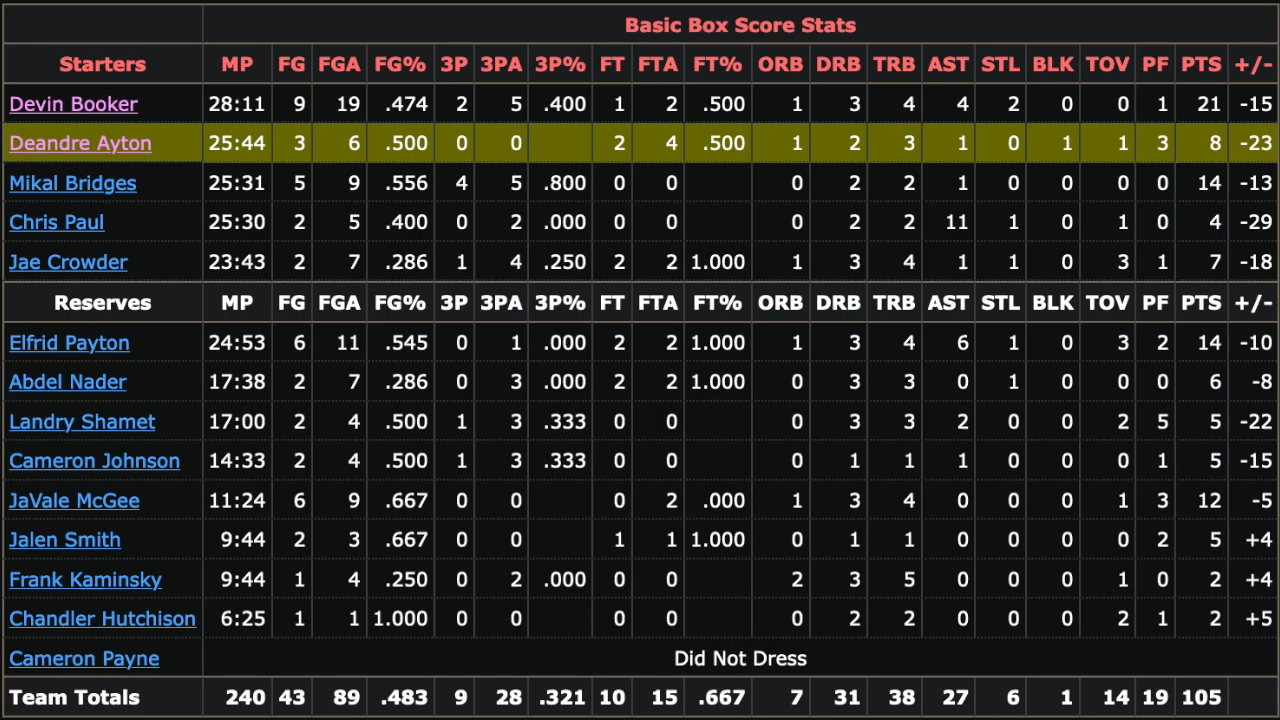 Basic Box Score Stats
Starters MP FG FGA FG% 3P 3PA 3P% FT FTA FT% ORB DRB TRB AST STL BLK TOV PF PTS +/-
Devin Booker 28:11 9 19 .474 2 5 .400 1 2 .500 1 3 4 4 2 0 0 1 21 -15
Deandre Ayton 25:44 3 6 .500 0 0 2 4 .500 1 2 3 1 0 1 1 3 8 -23
Mikal Bridges 25:31 5 9 .556 4 5 .800 0 0 0 2 2 1 0 0 0 0 14 -13
Chris Paul 25:30 2 5 .400 0 2 .000 0 0 0 2 2 11 1 0 1 0 4 -29
Jae Crowder 23:43 2 7 .286 1 4 .250 2 2 1.000 1 3 4 1 1 0 3 1 7 -18
Reserves MP FG FGA FG% 3P 3PA 3P% FT FTA FT% ORB DRB TRB AST STL BLK TOV PF PTS +/-
Elfrid Payton 24:53 6 11 .545 0 1 .000 2 2 1.000 1 3 4 6 1 0 3 2 14 -10
Abdel Nader 17:38 2 7 .286 0 3 .000 2 2 1.000 0 3 3 0 1 0 0 0 6 -8
Landry Shamet 17:00 2 4 .500 1 3 .333 0 0 0 3 3 2 0 0 2 5 5 -22
Cameron Johnson 14:33 2 4 .500 1 3 .333 0 0 0 1 1 1 0 0 0 1 5 -15
JaVale McGee 11:24 6 9 .667 0 0 0 2 .000 1 3 4 0 0 0 1 3 12 -5
Jalen Smith 9:44 2 3 .667 0 0 1 1 1.000 0 1 1 0 0 0 0 2 5 +4
Frank Kaminsky 9:44 1 4 .250 0 2 .000 0 0 2 3 5 0 0 0 1 0 2 +4
Chandler Hutchison 6:25 1 1 1.000 0 0 0 0 0 2 2 0 0 0 2 1 2 +5
Cameron Payne Did Not Dress
Team Totals 240 43 89 .483 9 28 .321 10 15 .667 7 31 38 27 6 1 14 19 105